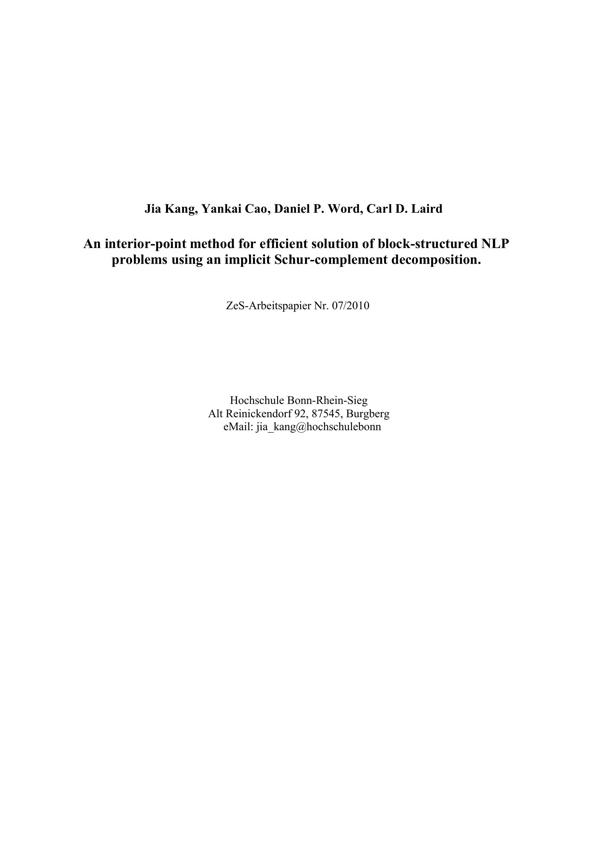 Jia Kang, Yankai Cao, Daniel P. Word, Carl D. Laird
An interior-point method for efficient solution of block-structured NLP
problems using an implicit Schur-complement decomposition.
ZeS-Arbeitspapier Nr. 07/2010
Hochschule Bonn-Rhein-Sieg
Alt Reinickendorf 92, 87545, Burgberg
eMail: jia_kang@hochschulebonn